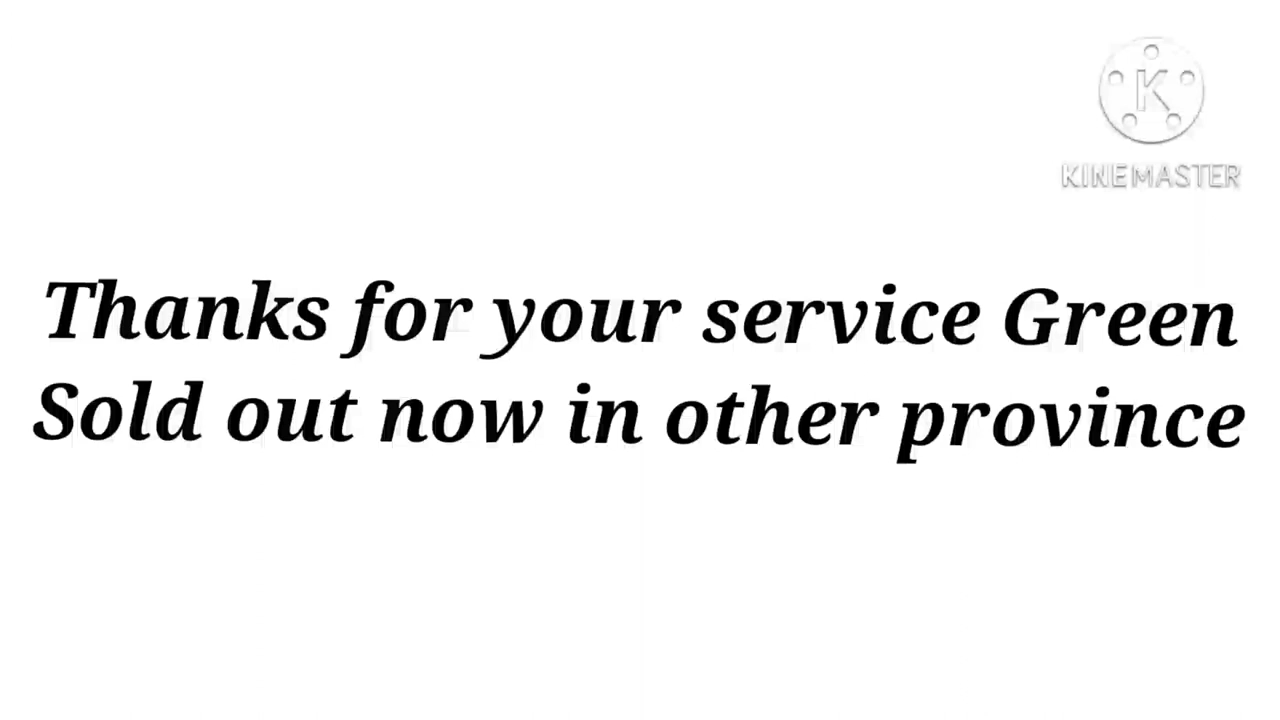 K
KINEMASTER
Thanks for your service Green
Sold out now in other province